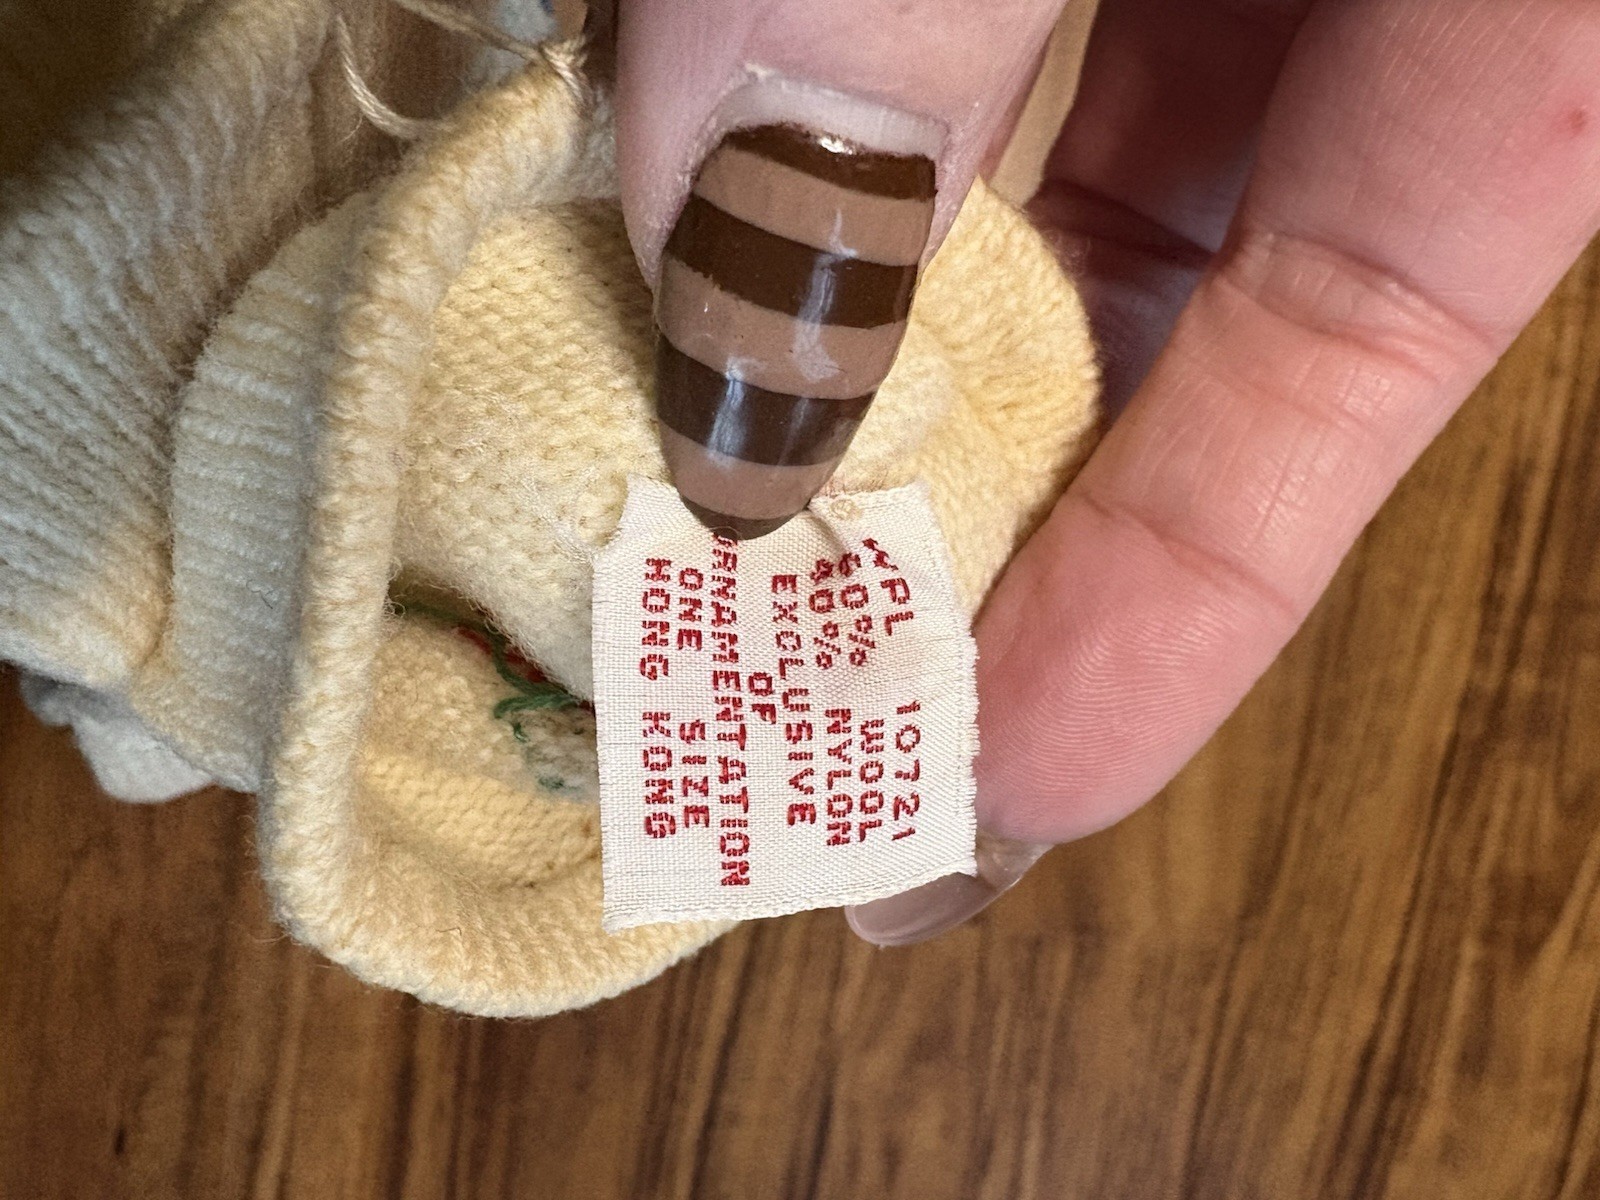 WPL 10721
60% WOOL
40% NYLON
EXCLUSIVE
OF
ORNAMENTATION
ONE SIZE
HONG KONG